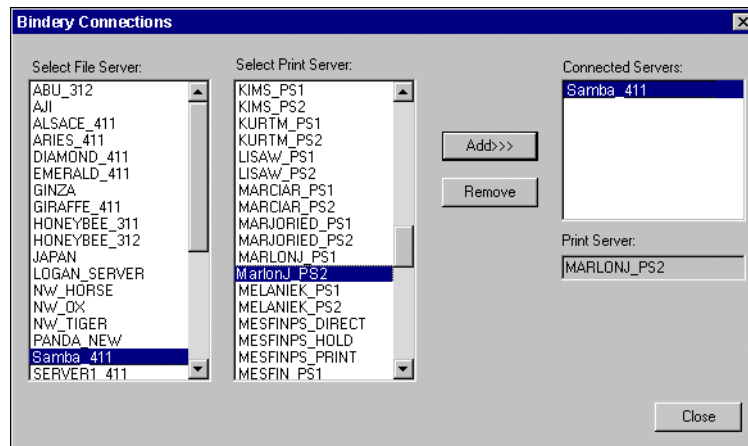 Bindery Connections
Select File Server:
ABU_312
AJI
ALSACE_411
ARIES_411
DIAMOND_411
EMERALD_411
GINZA
GIRAFFE_411
HONEYBEE_311
HONEYBEE_312
JAPAN
LOGAN_SERVER
NW_HORSE
NW_OX
NW_TIGER
PANDA_NEW
Samba_411
SERVER1_411
Select Print Server:
KIMS_PS1
KIMS_PS2
KURTM_PS1
KURTM_PS2
LISAW_PS1
LISAW_PS2
MARCIAR_PS1
MARCIAR_PS2
MARJORIED_PS1
MARJORIED_PS2
MARLONJ_PS1
MarlonJ_PS2
MELANIEK_PS1
MELANIEK_PS2
MESFINPS_DIRECT
MESFINPS_HOLD
MESFINPS_PRINT
MESFIN_PS1
Add>>>
Remove
Connected Servers:
Samba_411
Print Server:
MARLONJ_PS2
Close